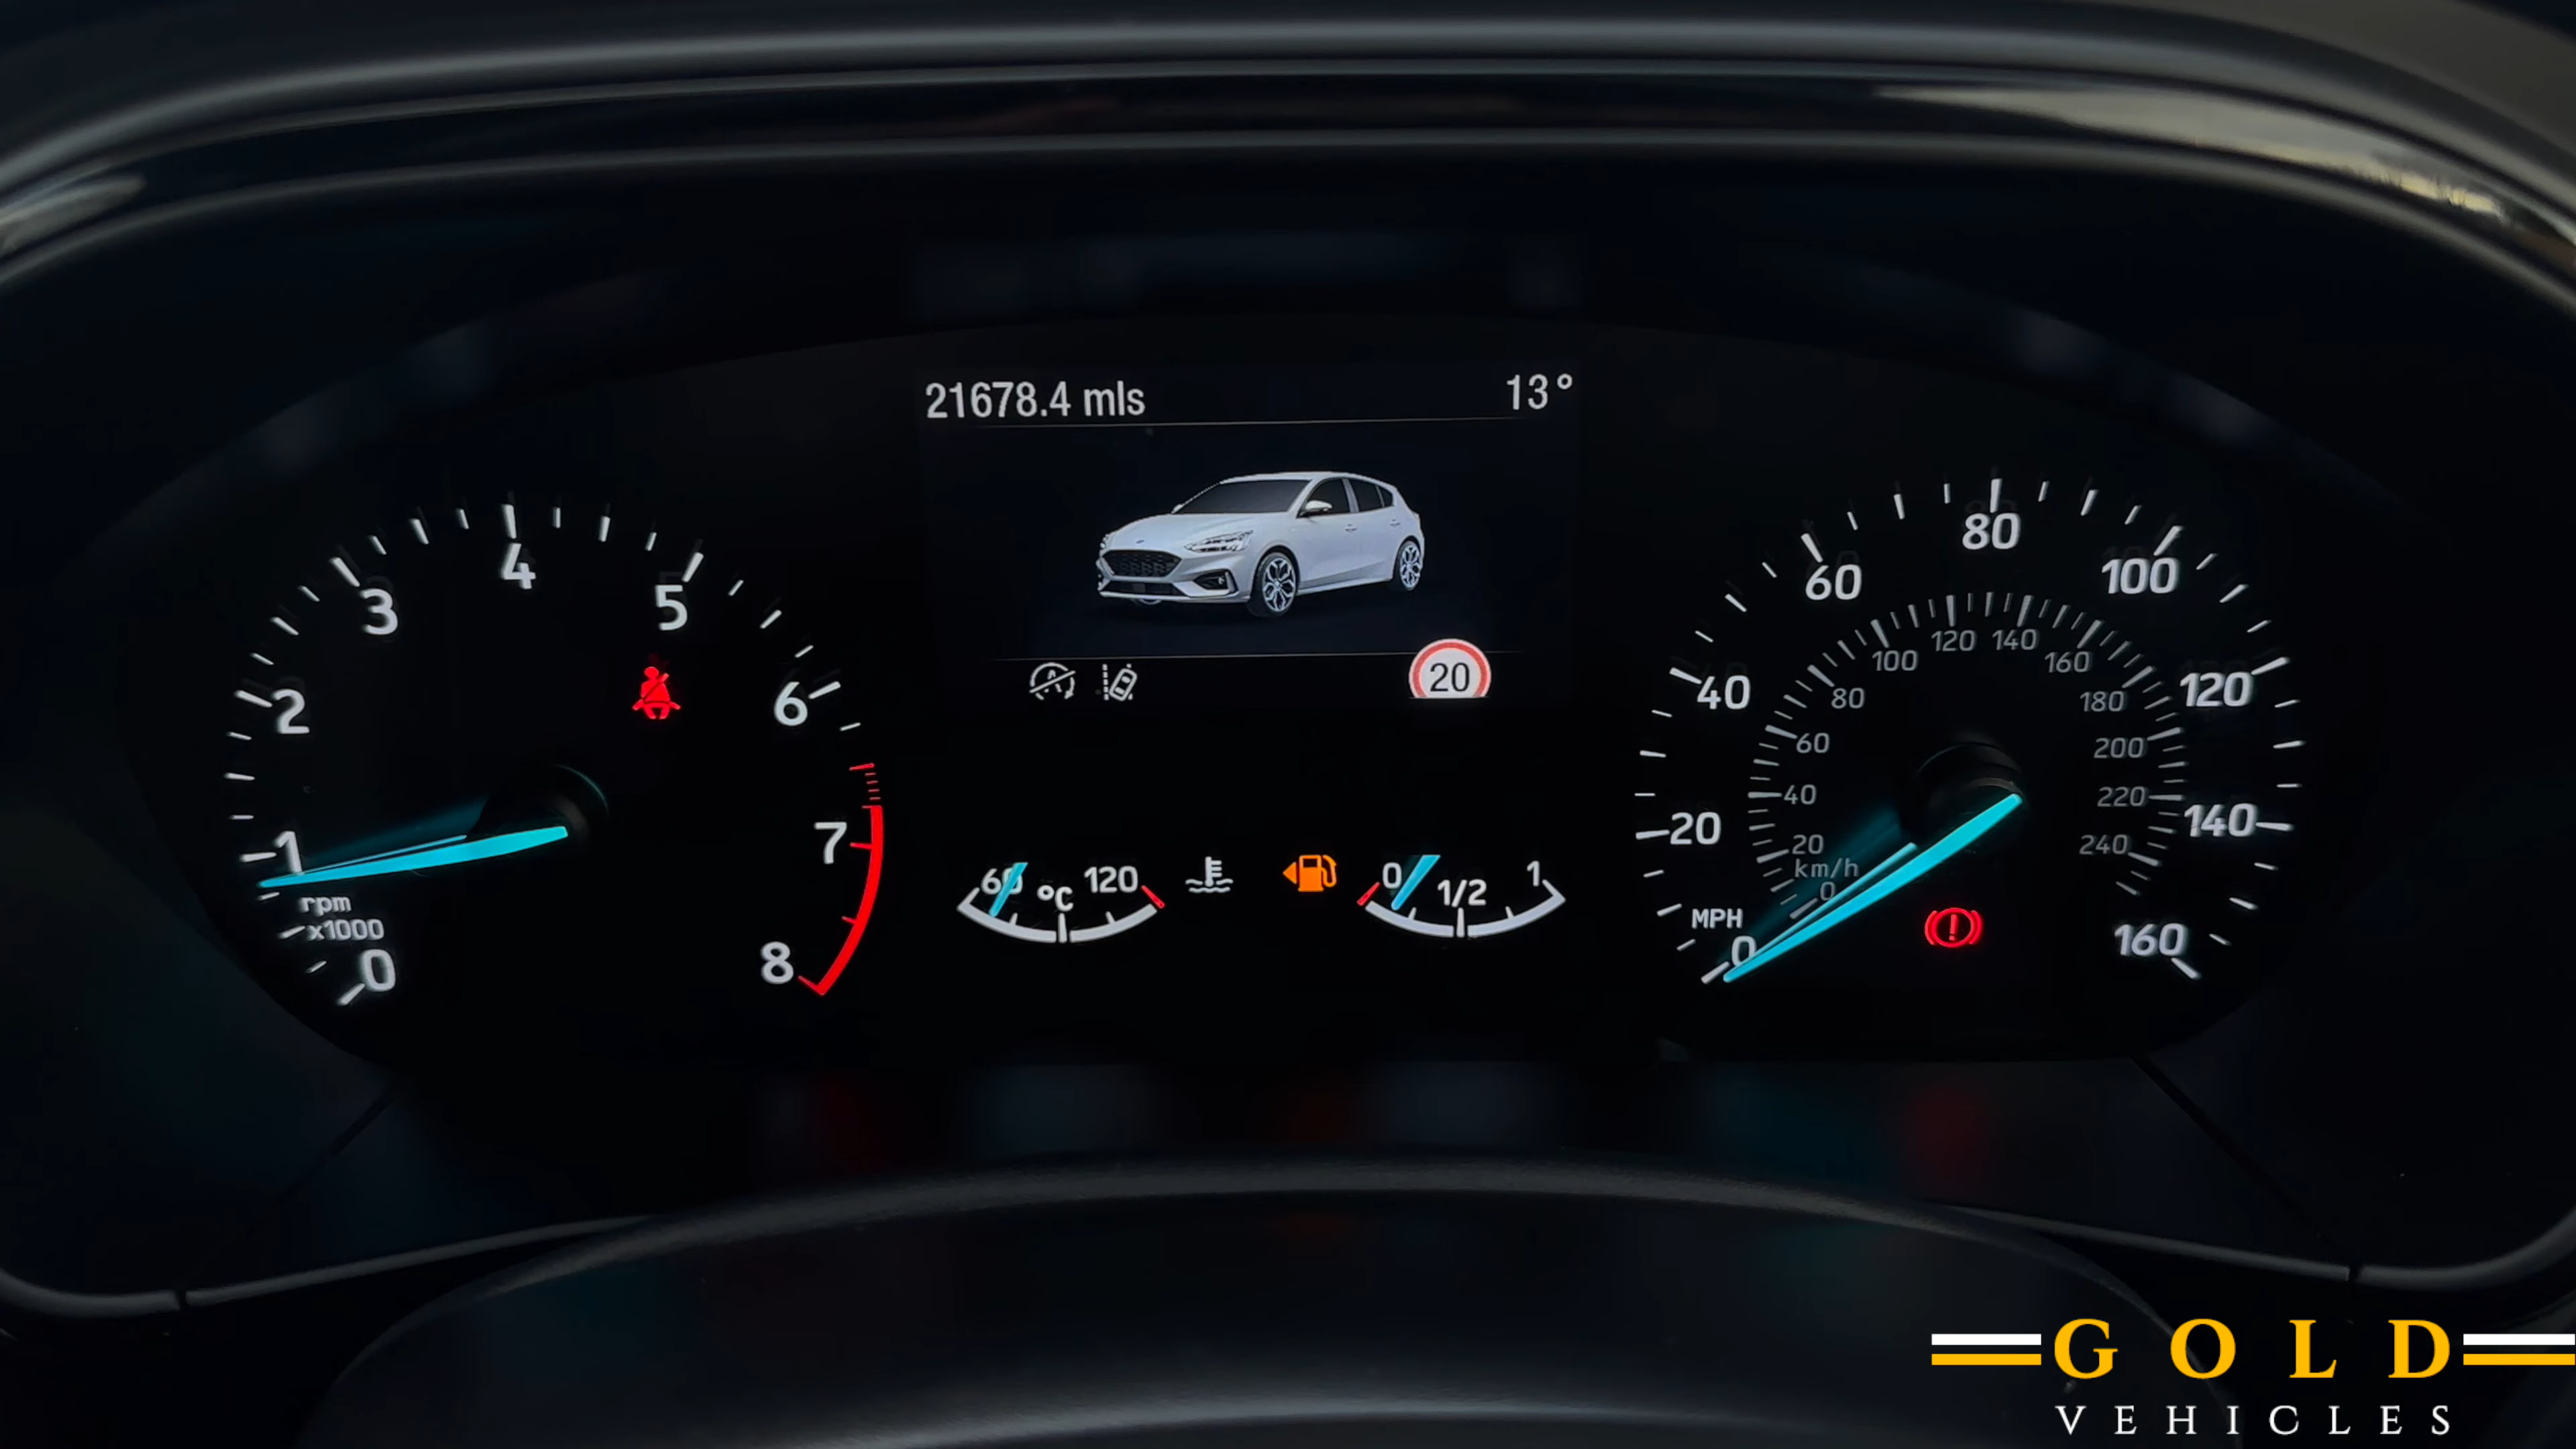 21678.4 mls 13°
0 1 2 3 4 5 6 7 8
rpm
x1000
20
60 °C 120
0 1/2 1
0 20 40 60 80 100 120 140 160
MPH
0 20 40 60 80 100 120 140 160 180 200 220 240
km/h
GOLD
VEHICLES